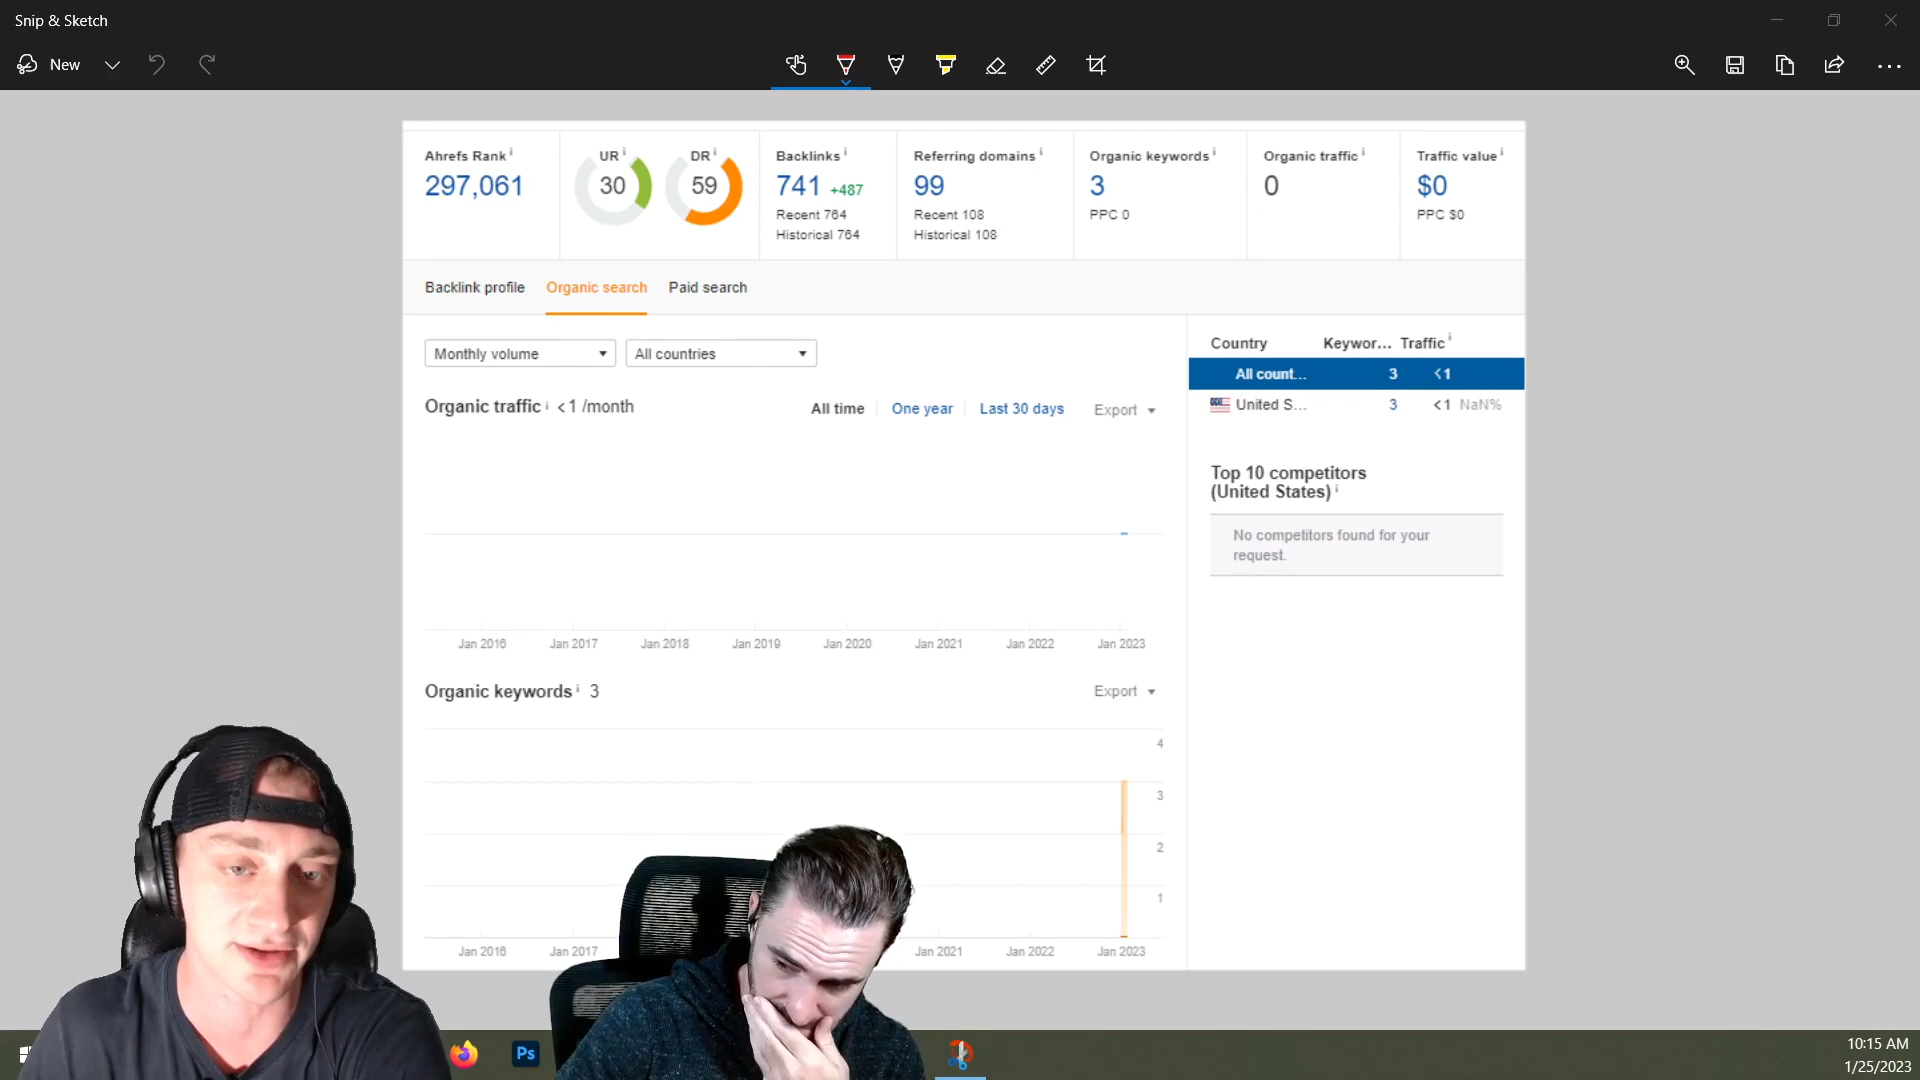 Snip & Sketch
New
Ahrefs Rank i
297,061
UR i
30
DR i
59
Backlinks i
741 +487
Recent 764
Historical 764
Referring domains i
99
Recent 108
Historical 108
Organic keywords i
3
PPC 0
Organic traffic i
0
Traffic value i
$0
PPC $0
Backlink profile Organic search Paid search
Monthly volume All countries
Organic traffic i <1 /month
All time One year Last 30 days Export
Jan 2016 Jan 2017 Jan 2018 Jan 2019 Jan 2020 Jan 2021 Jan 2022 Jan 2023
Organic keywords i 3
Export
4
3
2
1
Jan 2016 Jan 2017 Jan 2021 Jan 2022 Jan 2023
Country Keywor... Traffic i
All count... 3 <1
United S... 3 <1 NaN%
Top 10 competitors
(United States) i
No competitors found for your
request.
Ps
10:15 AM
1/25/2023